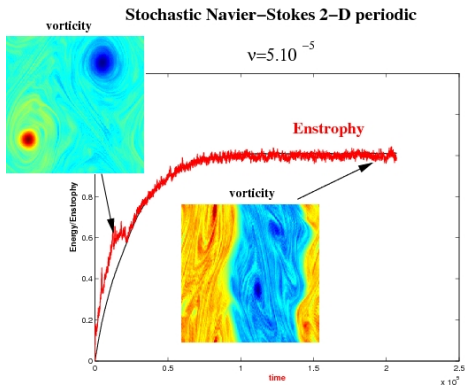 Stochastic Navier-Stokes 2-D periodic
vorticity
ν=5.10 ⁻⁵
Enstrophy
vorticity
Energy/Enstrophy
0.8
0.6
0.4
0.2
0
0
0.5
1
1.5
2
2.5
time
x 10⁵